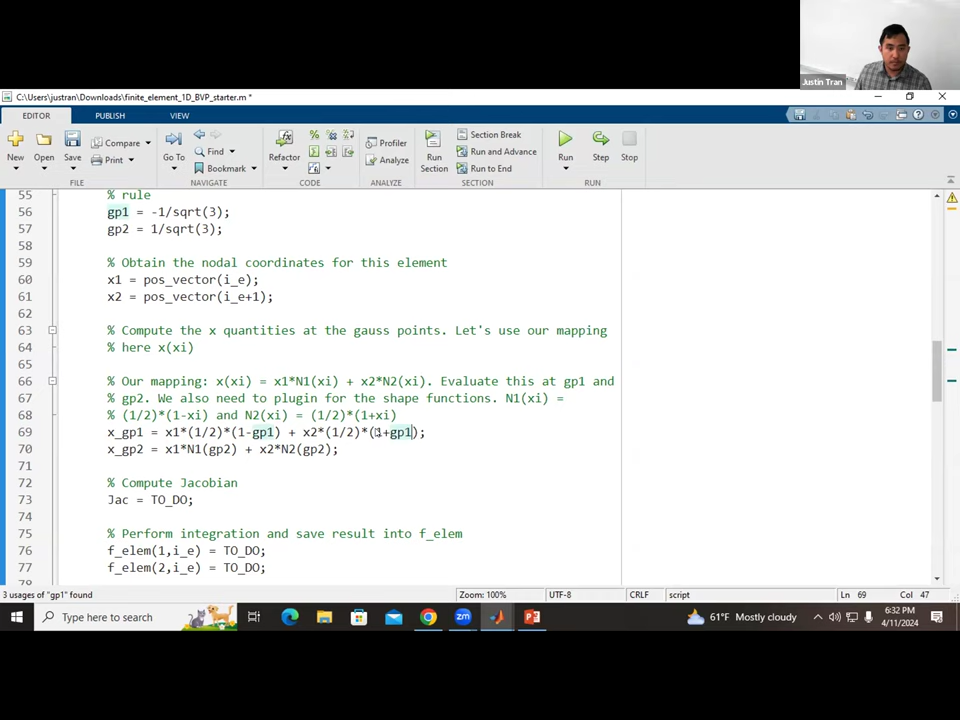 Justin Tran
C:\Users\justran\Downloads\finite_element_1D_BVP_starter.m *
EDITOR PUBLISH VIEW
New Open Save Compare Print Go To Find Bookmark Refactor Profiler Analyze Run Section Section Break Run and Advance Run to End Run Step Stop
FILE NAVIGATE CODE ANALYZE SECTION RUN
55 % rule
56 gp1 = -1/sqrt(3);
57 gp2 = 1/sqrt(3);
58
59 % Obtain the nodal coordinates for this element
60 x1 = pos_vector(i_e);
61 x2 = pos_vector(i_e+1);
62
63 % Compute the x quantities at the gauss points. Let's use our mapping
64 % here x(xi)
65
66 % Our mapping: x(xi) = x1*N1(xi) + x2*N2(xi). Evaluate this at gp1 and
67 % gp2. We also need to plugin for the shape functions. N1(xi) =
68 % (1/2)*(1-xi) and N2(xi) = (1/2)*(1+xi)
69 x_gp1 = x1*(1/2)*(1-gp1) + x2*(1/2)*(1+gp1);
70 x_gp2 = x1*N1(gp2) + x2*N2(gp2);
71
72 % Compute Jacobian
73 Jac = TO_DO;
74
75 % Perform integration and save result into f_elem
76 f_elem(1,i_e) = TO_DO;
77 f_elem(2,i_e) = TO_DO;
78
3 usages of "gp1" found Zoom: 100% UTF-8 CRLF script Ln 69 Col 47
Type here to search 61°F Mostly cloudy 6:32 PM
4/11/2024